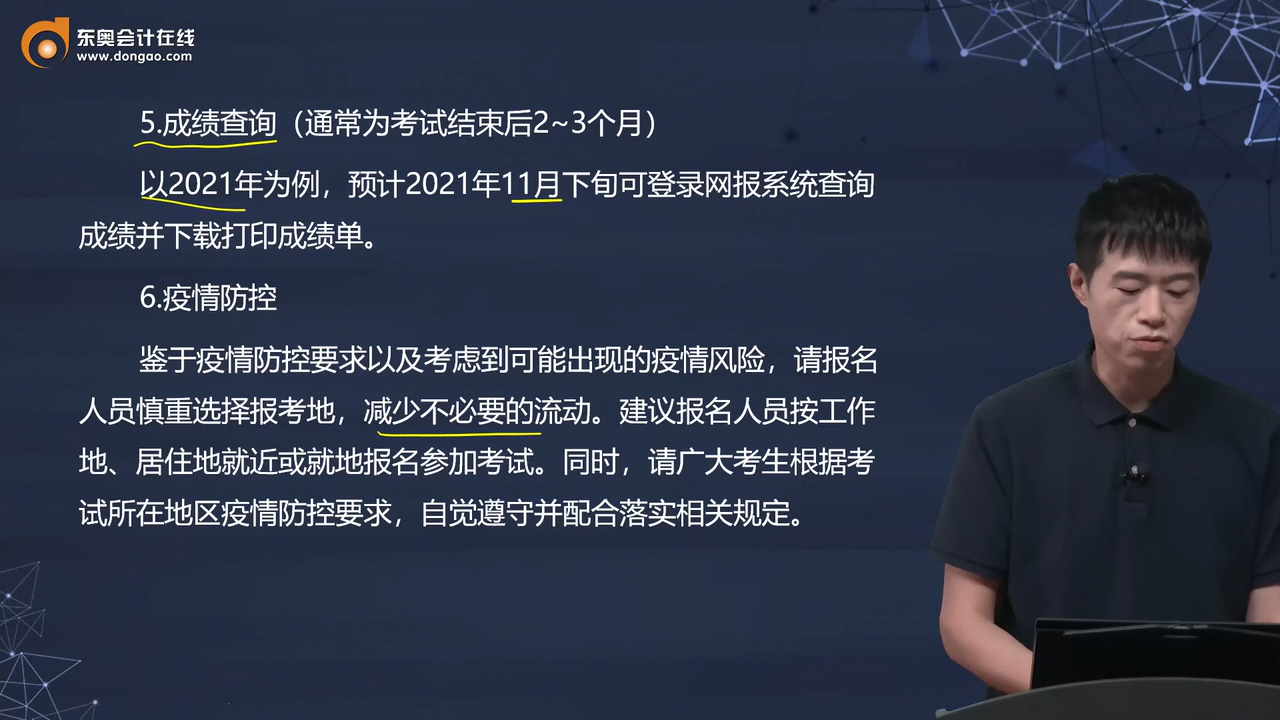 东奥会计在线
www.dongao.com
5.成绩查询（通常为考试结束后2~3个月）
以2021年为例，预计2021年11月下旬可登录网报系统查询
成绩并下载打印成绩单。
6.疫情防控
鉴于疫情防控要求以及考虑到可能出现的疫情风险，请报名
人员慎重选择报考地，减少不必要的流动。建议报名人员按工作
地、居住地就近或就地报名参加考试。同时，请广大考生根据考
试所在地区疫情防控要求，自觉遵守并配合落实相关规定。